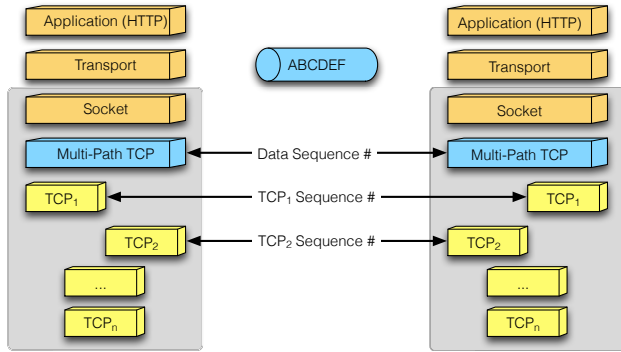 Application (HTTP)
Application (HTTP)
Transport
ABCDEF
Transport
Socket
Socket
Multi-Path TCP
Data Sequence #
Multi-Path TCP
TCP₁
TCP₁ Sequence #
TCP₁
TCP₂
TCP₂ Sequence #
TCP₂
...
...
TCPₙ
TCPₙ